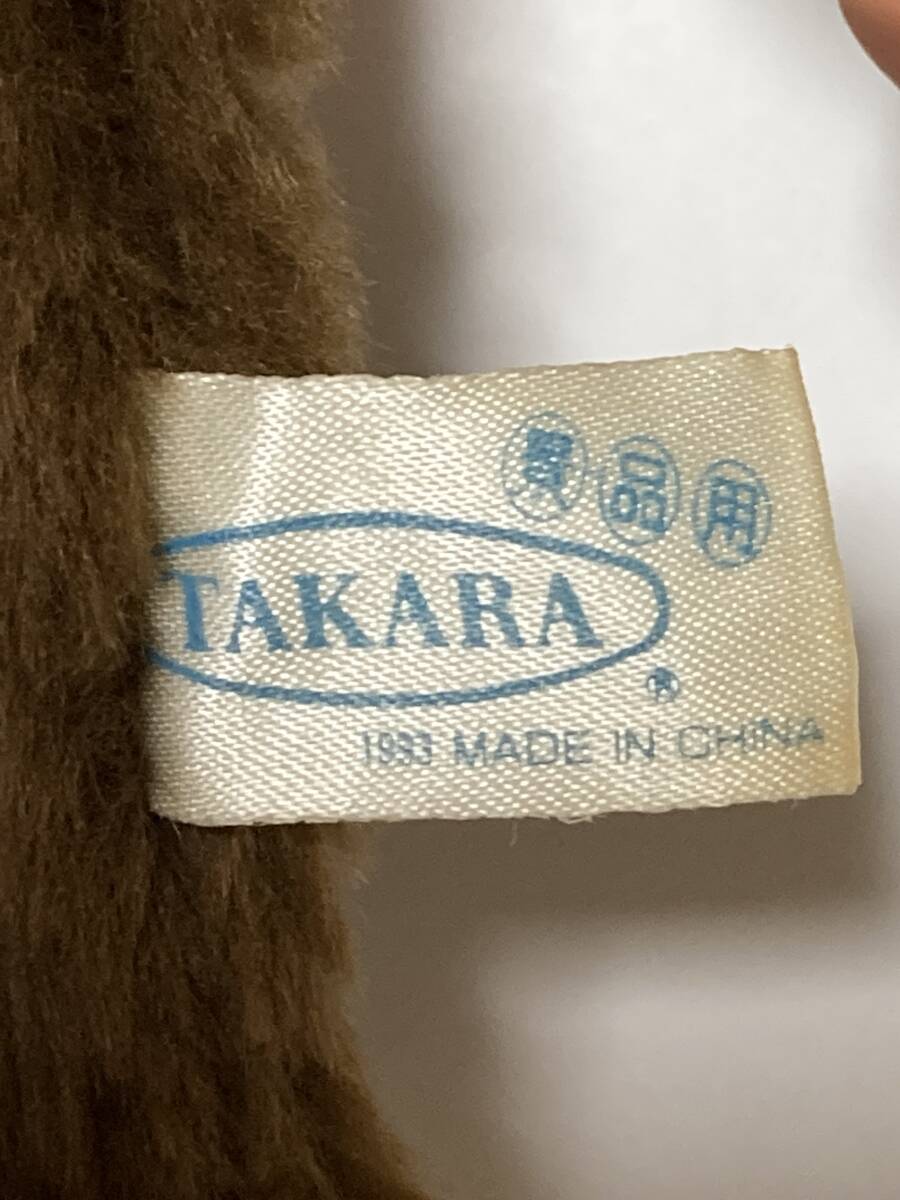 景品用
TAKARA
®
1993 MADE IN CHINA